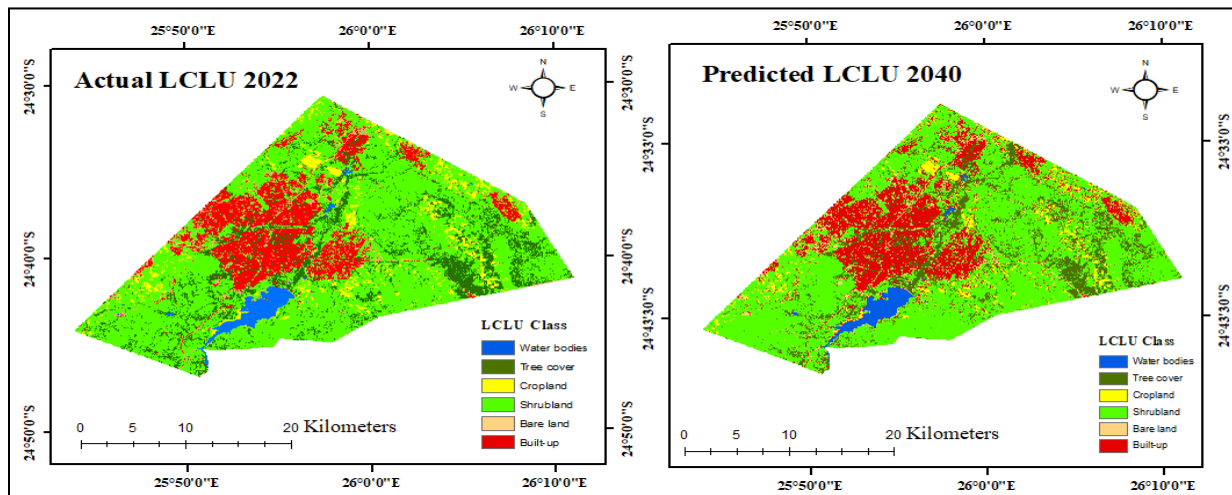 25°50'0"E 26°0'0"E 26°10'0"E
Actual LCLU 2022
N
W E
S
24°30'0"S
24°40'0"S
24°50'0"S
LCLU Class
Water bodies
Tree cover
Cropland
Shrubland
Bare land
Built-up
0 5 10 20 Kilometers
25°50'0"E 26°0'0"E 26°10'0"E
25°50'0"E 26°0'0"E 26°10'0"E
Predicted LCLU 2040
N
W E
S
24°30'0"S
24°40'0"S
24°50'0"S
24°33'0"S
24°43'30"S
24°33'0"S
24°43'30"S
LCLU Class
Water bodies
Tree cover
Cropland
Shrubland
Bare land
Built-up
0 5 10 20 Kilometers
25°50'0"E 26°0'0"E 26°10'0"E